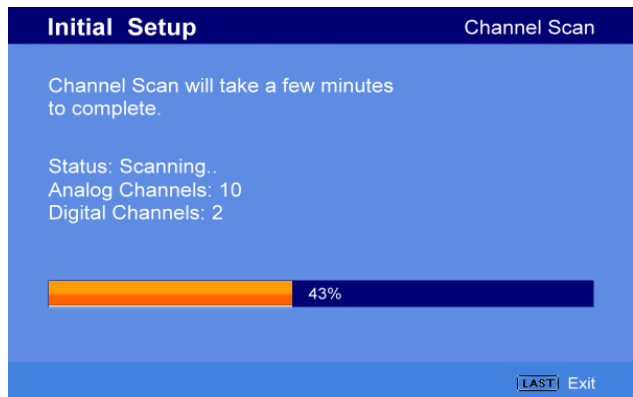 Initial Setup
Channel Scan
Channel Scan will take a few minutes
to complete.
Status: Scanning..
Analog Channels: 10
Digital Channels: 2
43%
LAST Exit